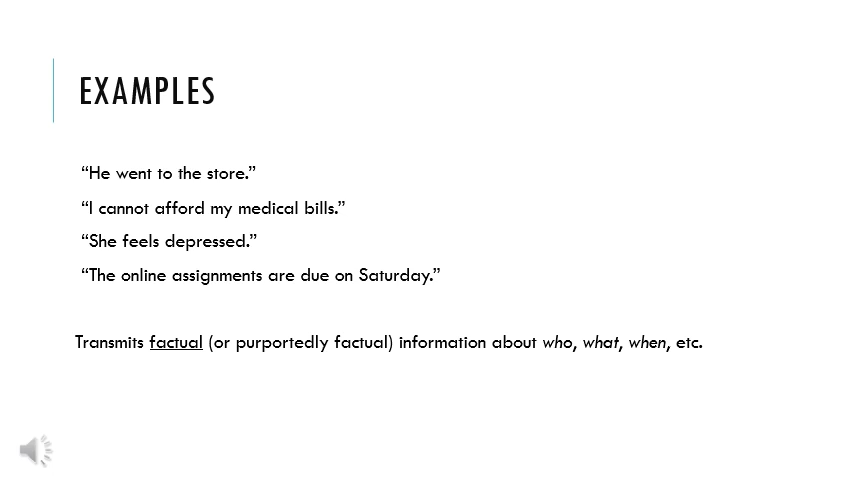 EXAMPLES
“He went to the store.”
“I cannot afford my medical bills.”
“She feels depressed.”
“The online assignments are due on Saturday.”
Transmits factual (or purportedly factual) information about who, what, when, etc.